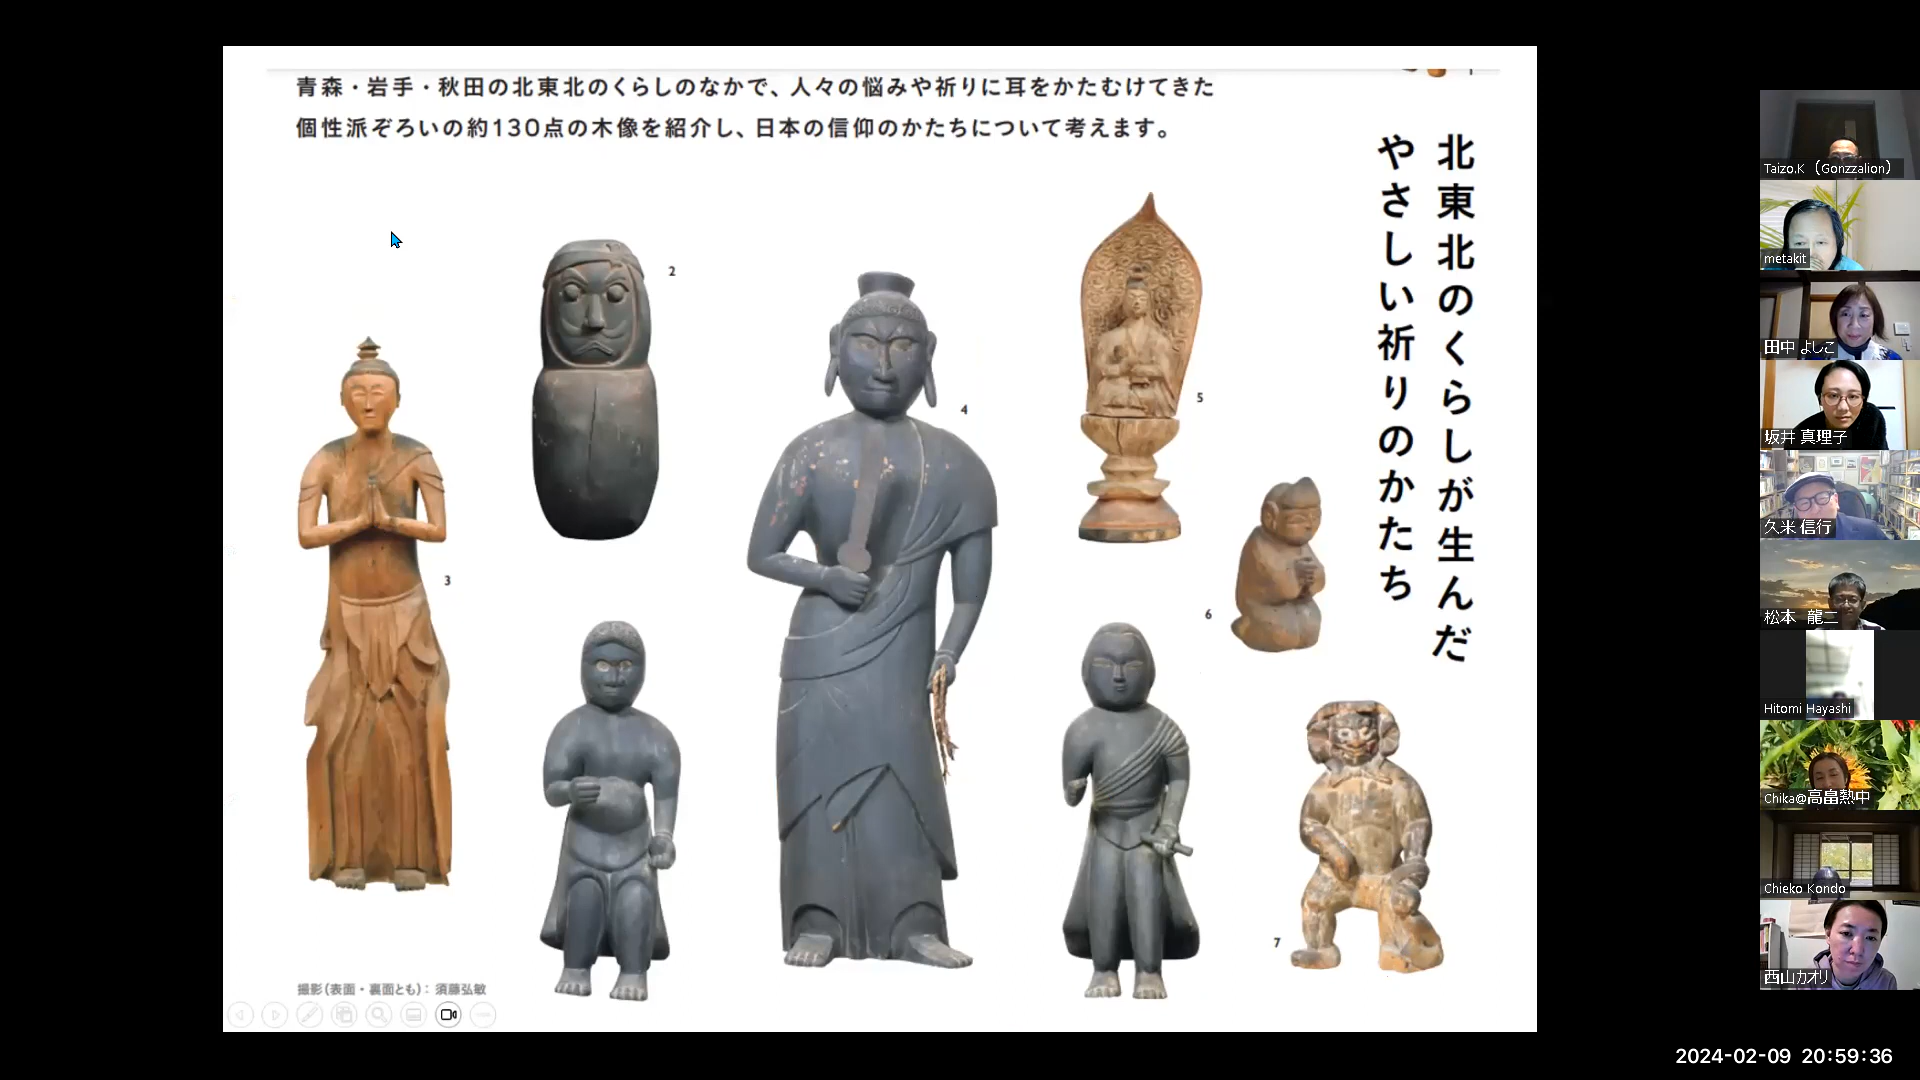 青森・岩手・秋田の北東北のくらしのなかで、人々の悩みや祈りに耳をかたむけてきた
個性派ぞろいの約130点の木像を紹介し、日本の信仰のかたちについて考えます。
北東北のくらしが生んだ
やさしい祈りのかたち
2
3
4
5
6
7
撮影(表面・裏面とも)：須藤弘敏
Taizo.K（Gonzzalion）
metakit
田中 よしこ
坂井 真理子
久米 信行
松本 龍二
Hitomi Hayashi
Chika@高畠熱中
Chieko Kondo
西山カオリ
2024-02-09 20:59:36